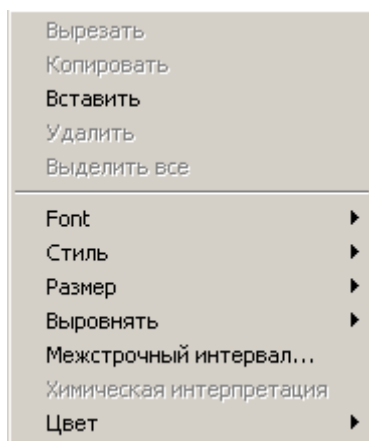 Вырезать
Копировать
Вставить
Удалить
Выделить все
Font
Стиль
Размер
Выровнять
Межстрочный интервал...
Химическая интерпретация
Цвет